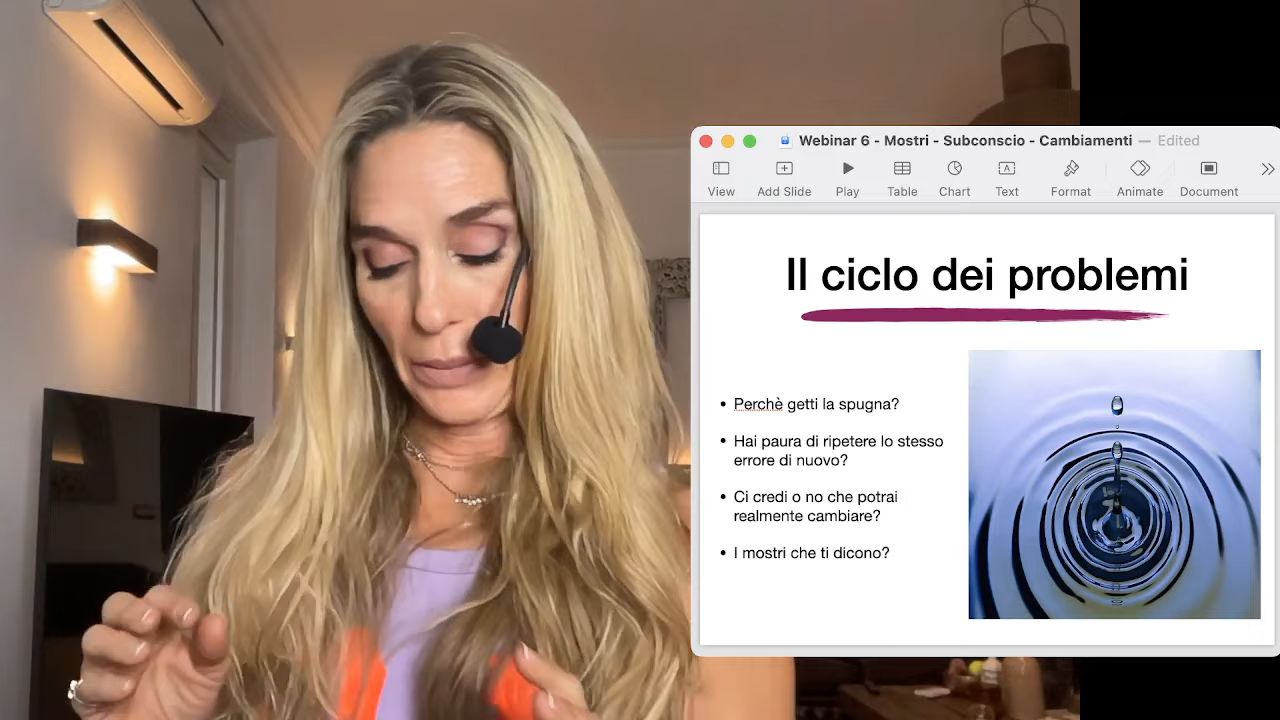 Webinar 6 - Mostri - Subconscio - Cambiamenti — Edited
View Add Slide Play Table Chart Text Format Animate Document
Il ciclo dei problemi
• Perchè getti la spugna?
• Hai paura di ripetere lo stesso
errore di nuovo?
• Ci credi o no che potrai
realmente cambiare?
• I mostri che ti dicono?